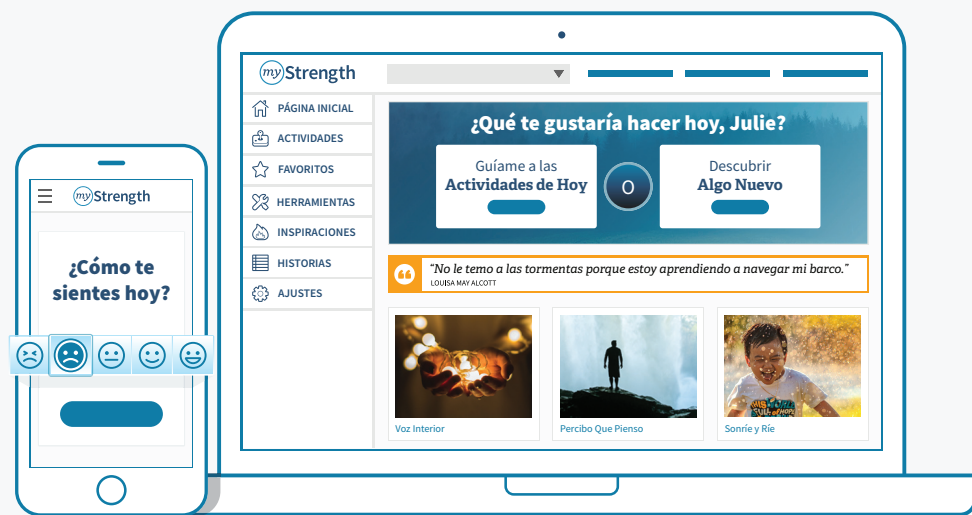 myStrength
¿Cómo te
sientes hoy?
myStrength
PÁGINA INICIAL
ACTIVIDADES
FAVORITOS
HERRAMIENTAS
INSPIRACIONES
HISTORIAS
AJUSTES
¿Qué te gustaría hacer hoy, Julie?
Guíame a las
Actividades de Hoy
O
Descubrir
Algo Nuevo
“No le temo a las tormentas porque estoy aprendiendo a navegar mi barco.”
LOUISA MAY ALCOTT
Voz Interior
Percibo Que Pienso
Sonríe y Ríe